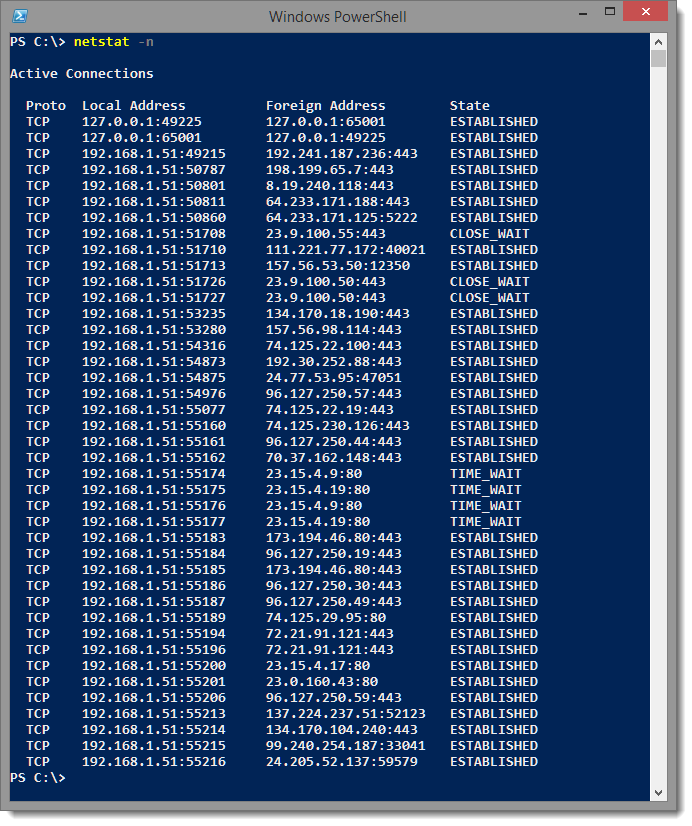 Windows PowerShell
PS C:\> netstat -n
Active Connections
Proto  Local Address          Foreign Address        State
TCP    127.0.0.1:49225        127.0.0.1:65001        ESTABLISHED
TCP    127.0.0.1:65001        127.0.0.1:49225        ESTABLISHED
TCP    192.168.1.51:49215     192.241.187.236:443    ESTABLISHED
TCP    192.168.1.51:50787     198.199.65.7:443       ESTABLISHED
TCP    192.168.1.51:50801     8.19.240.118:443       ESTABLISHED
TCP    192.168.1.51:50811     64.233.171.188:443     ESTABLISHED
TCP    192.168.1.51:50860     64.233.171.125:5222    ESTABLISHED
TCP    192.168.1.51:51708     23.9.100.55:443        CLOSE_WAIT
TCP    192.168.1.51:51710     111.221.77.172:40021   ESTABLISHED
TCP    192.168.1.51:51713     157.56.53.50:12350     ESTABLISHED
TCP    192.168.1.51:51726     23.9.100.50:443        CLOSE_WAIT
TCP    192.168.1.51:51727     23.9.100.50:443        CLOSE_WAIT
TCP    192.168.1.51:53235     134.170.18.190:443     ESTABLISHED
TCP    192.168.1.51:53280     157.56.98.114:443      ESTABLISHED
TCP    192.168.1.51:54316     74.125.22.100:443      ESTABLISHED
TCP    192.168.1.51:54873     192.30.252.88:443      ESTABLISHED
TCP    192.168.1.51:54875     24.77.53.95:47051      ESTABLISHED
TCP    192.168.1.51:54976     96.127.250.57:443      ESTABLISHED
TCP    192.168.1.51:55077     74.125.22.19:443       ESTABLISHED
TCP    192.168.1.51:55160     74.125.230.126:443     ESTABLISHED
TCP    192.168.1.51:55161     96.127.250.44:443      ESTABLISHED
TCP    192.168.1.51:55162     70.37.162.148:443      ESTABLISHED
TCP    192.168.1.51:55174     23.15.4.9:80           TIME_WAIT
TCP    192.168.1.51:55175     23.15.4.19:80          TIME_WAIT
TCP    192.168.1.51:55176     23.15.4.9:80           TIME_WAIT
TCP    192.168.1.51:55177     23.15.4.19:80          TIME_WAIT
TCP    192.168.1.51:55183     173.194.46.80:443      ESTABLISHED
TCP    192.168.1.51:55184     96.127.250.19:443      ESTABLISHED
TCP    192.168.1.51:55185     173.194.46.80:443      ESTABLISHED
TCP    192.168.1.51:55186     96.127.250.30:443      ESTABLISHED
TCP    192.168.1.51:55187     96.127.250.49:443      ESTABLISHED
TCP    192.168.1.51:55189     74.125.29.95:80        ESTABLISHED
TCP    192.168.1.51:55194     72.21.91.121:443       ESTABLISHED
TCP    192.168.1.51:55196     72.21.91.121:443       ESTABLISHED
TCP    192.168.1.51:55200     23.15.4.17:80          ESTABLISHED
TCP    192.168.1.51:55201     23.0.160.43:80         ESTABLISHED
TCP    192.168.1.51:55206     96.127.250.59:443      ESTABLISHED
TCP    192.168.1.51:55213     137.224.237.51:52123   ESTABLISHED
TCP    192.168.1.51:55214     134.170.104.240:443    ESTABLISHED
TCP    192.168.1.51:55215     99.240.254.187:33041   ESTABLISHED
TCP    192.168.1.51:55216     24.205.52.137:59579    ESTABLISHED
PS C:\>